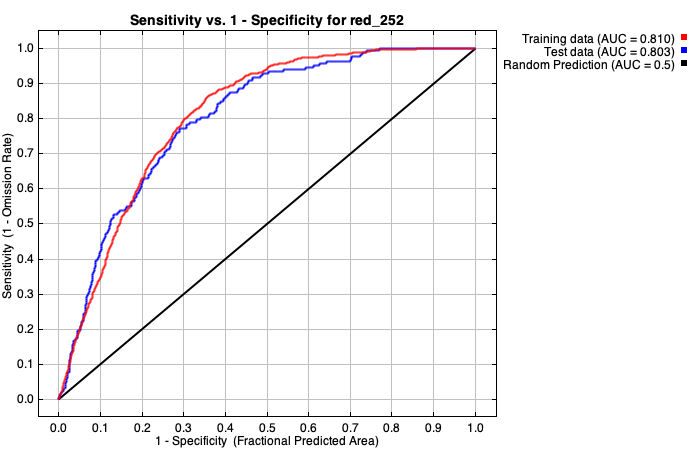 Sensitivity vs. 1 - Specificity for red_252
Training data (AUC = 0.810)
Test data (AUC = 0.803)
Random Prediction (AUC = 0.5)
Sensitivity (1 - Omission Rate)
1.0
0.9
0.8
0.7
0.6
0.5
0.4
0.3
0.2
0.1
0.0
0.0 0.1 0.2 0.3 0.4 0.5 0.6 0.7 0.8 0.9 1.0
1 - Specificity (Fractional Predicted Area)